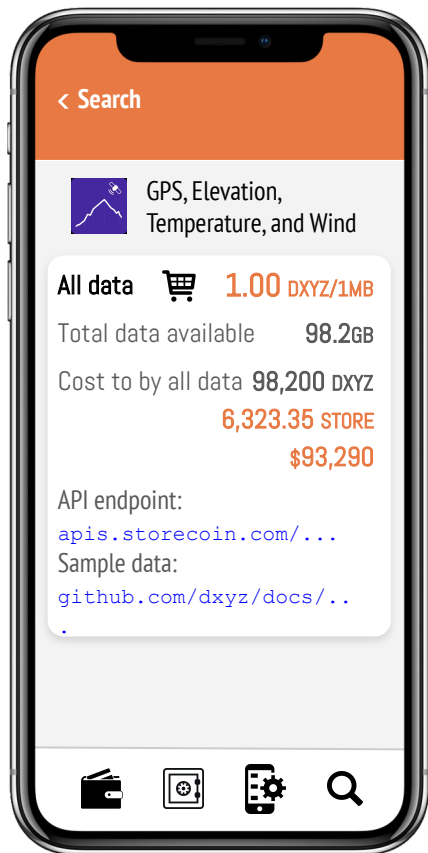 < Search
GPS, Elevation,
Temperature, and Wind
All data 1.00 DXYZ/1MB
Total data available 98.2GB
Cost to by all data 98,200 DXYZ
6,323.35 STORE
$93,290
API endpoint:
apis.storecoin.com/...
Sample data:
github.com/dxyz/docs/..
.